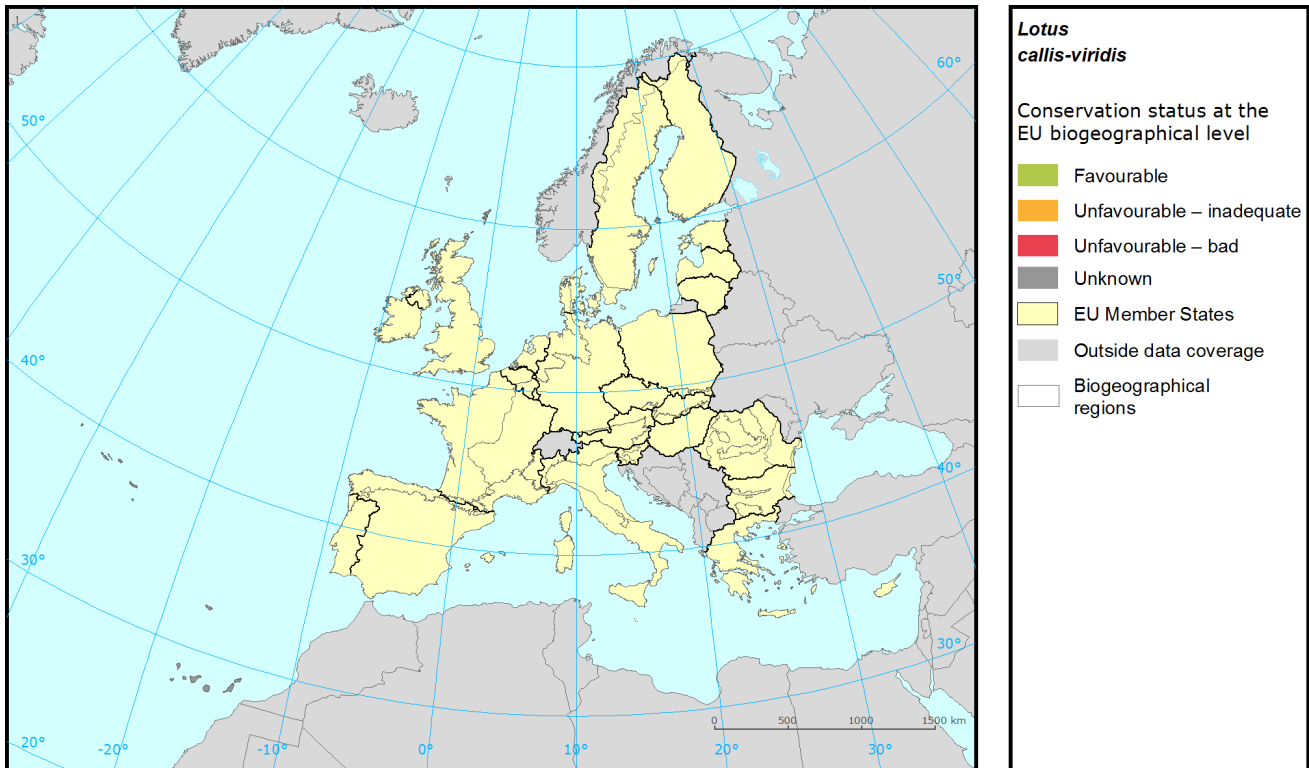 Lotus
callis-viridis
Conservation status at the
EU biogeographical level
Favourable
Unfavourable – inadequate
Unfavourable – bad
Unknown
EU Member States
Outside data coverage
Biogeographical
regions
60°
50°
50°
40°
40°
30°
30°
0 500 1000 1500 km
20° -20° -10° 0° 10° 20° 30°